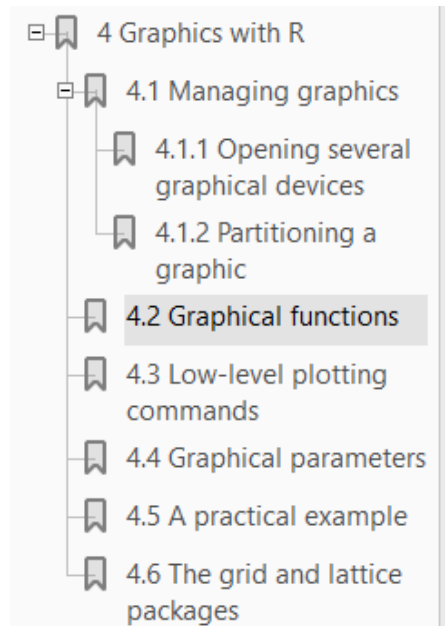 4 Graphics with R
4.1 Managing graphics
4.1.1 Opening several
graphical devices
4.1.2 Partitioning a
graphic
4.2 Graphical functions
4.3 Low-level plotting
commands
4.4 Graphical parameters
4.5 A practical example
4.6 The grid and lattice
packages